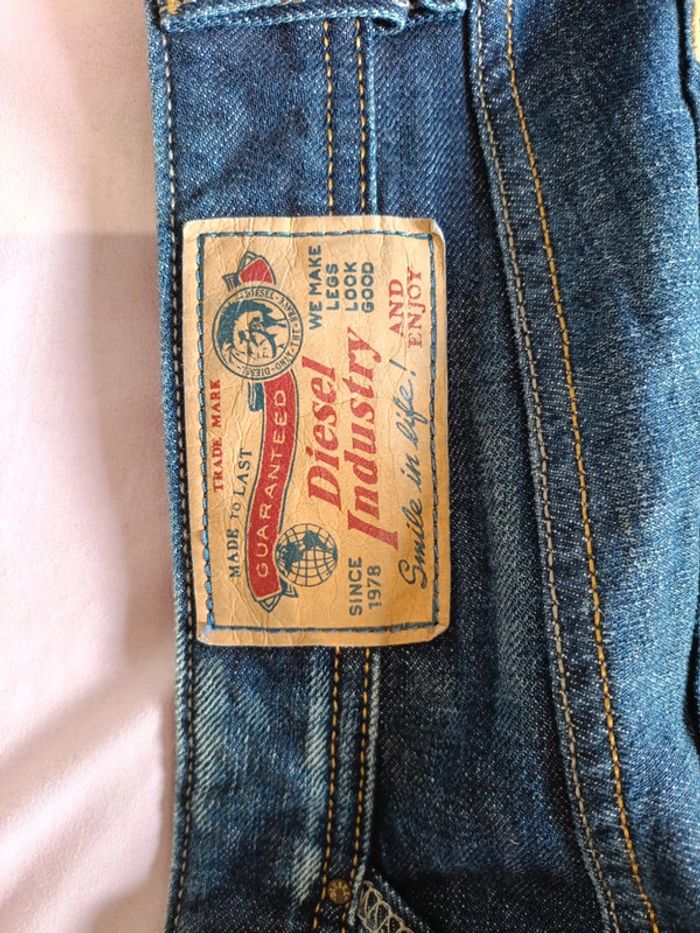 TRADE MARK
MADE TO LAST
GUARANTEED
WE MAKE
LEGS
LOOK
GOOD
AND
ENJOY
Diesel
Industry
SINCE
1978
Smile in life!